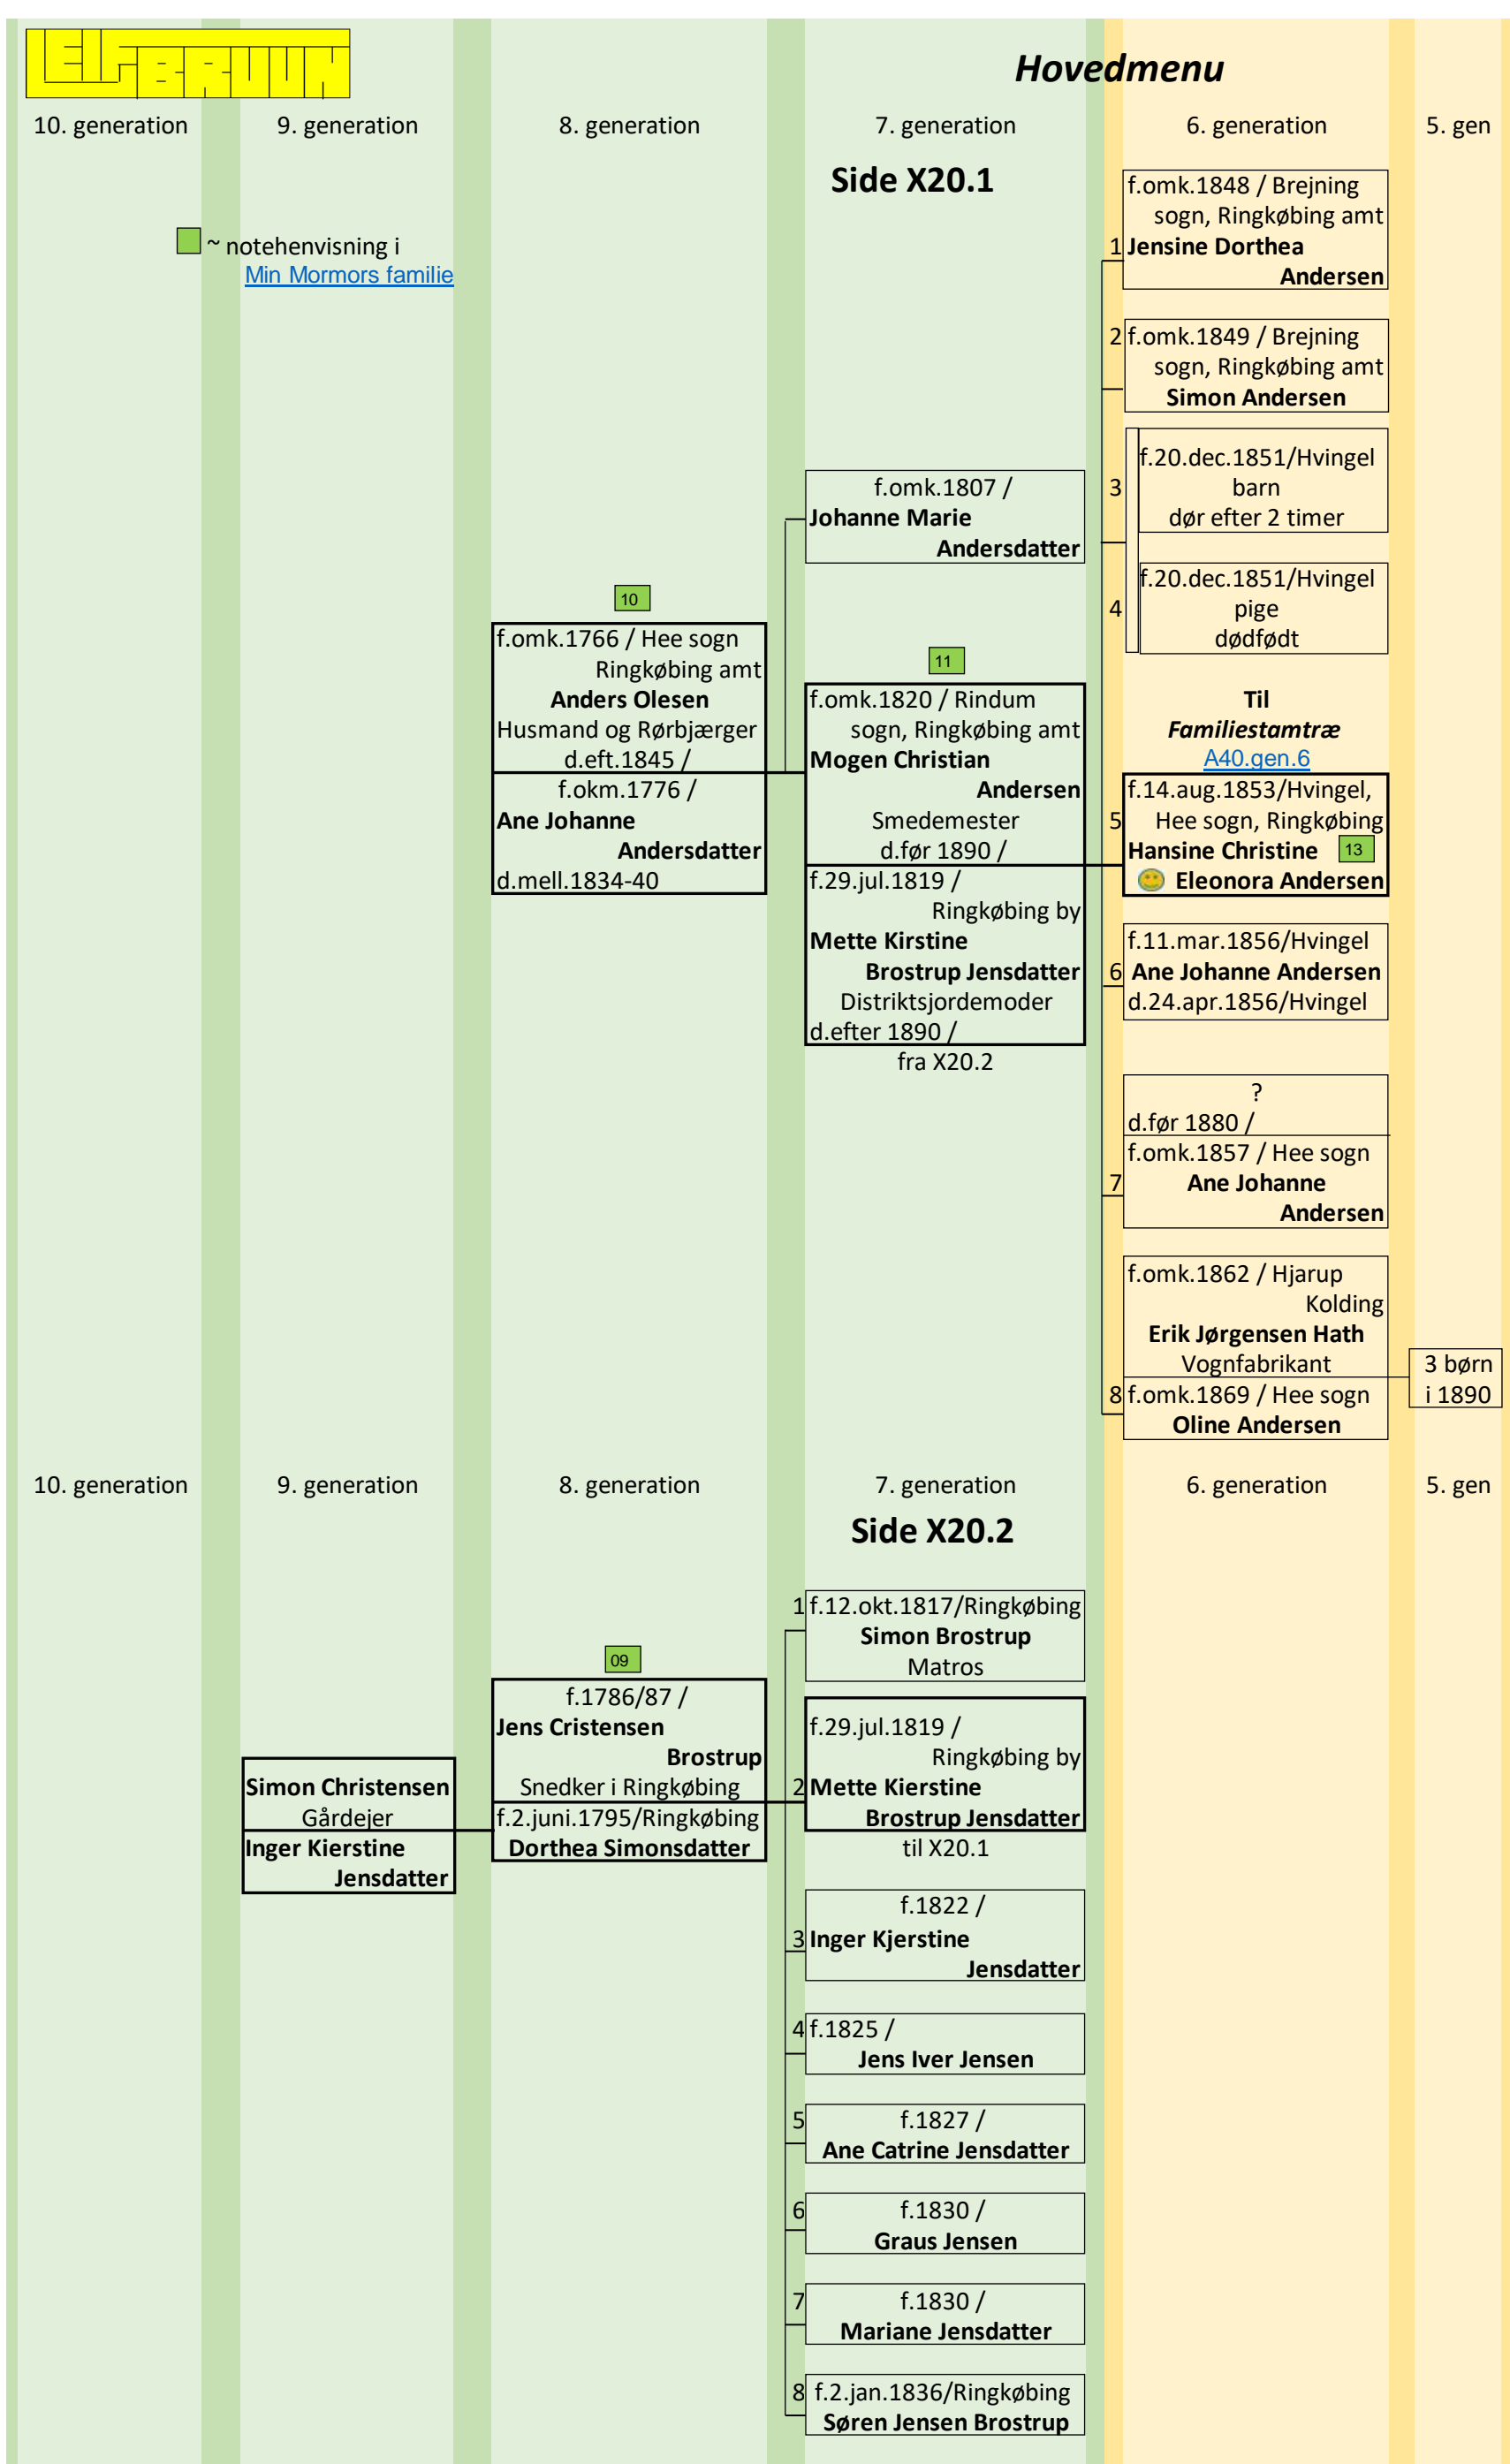 LEIF BRUUN
Hovedmenu
10. generation 9. generation 8. generation 7. generation 6. generation 5. gen
Side X20.1
~ notehenvisning i
Min Mormors familie
10
f.omk.1766 / Hee sogn
Ringkøbing amt
Anders Olesen
Husmand og Rørbjærger
d.eft.1845 /
f.okm.1776 /
Ane Johanne
Andersdatter
d.mell.1834-40
f.omk.1807 /
Johanne Marie
Andersdatter
11
f.omk.1820 / Rindum
sogn, Ringkøbing amt
Mogen Christian
Andersen
Smedemester
d.før 1890 /
f.29.jul.1819 /
Ringkøbing by
Mette Kirstine
Brostrup Jensdatter
Distriktsjordemoder
d.efter 1890 /
fra X20.2
f.omk.1848 / Brejning
sogn, Ringkøbing amt
1 Jensine Dorthea
Andersen
2 f.omk.1849 / Brejning
sogn, Ringkøbing amt
Simon Andersen
f.20.dec.1851/Hvingel
3 barn
dør efter 2 timer
f.20.dec.1851/Hvingel
4 pige
dødfødt
Til
Familiestamtræ
A40.gen.6
f.14.aug.1853/Hvingel,
5 Hee sogn, Ringkøbing
Hansine Christine 13
Eleonora Andersen
f.11.mar.1856/Hvingel
6 Ane Johanne Andersen
d.24.apr.1856/Hvingel
?
d.før 1880 /
f.omk.1857 / Hee sogn
7 Ane Johanne
Andersen
f.omk.1862 / Hjarup
Kolding
Erik Jørgensen Hath
Vognfabrikant
8 f.omk.1869 / Hee sogn
Oline Andersen
3 børn
i 1890
10. generation 9. generation 8. generation 7. generation 6. generation 5. gen
Side X20.2
Simon Christensen
Gårdejer
Inger Kierstine
Jensdatter
09
f.1786/87 /
Jens Cristensen
Brostrup
Snedker i Ringkøbing
f.2.juni.1795/Ringkøbing
Dorthea Simonsdatter
1 f.12.okt.1817/Ringkøbing
Simon Brostrup
Matros
f.29.jul.1819 /
Ringkøbing by
2 Mette Kierstine
Brostrup Jensdatter
til X20.1
f.1822 /
3 Inger Kjerstine
Jensdatter
4 f.1825 /
Jens Iver Jensen
5 f.1827 /
Ane Catrine Jensdatter
6 f.1830 /
Graus Jensen
7 f.1830 /
Mariane Jensdatter
8 f.2.jan.1836/Ringkøbing
Søren Jensen Brostrup